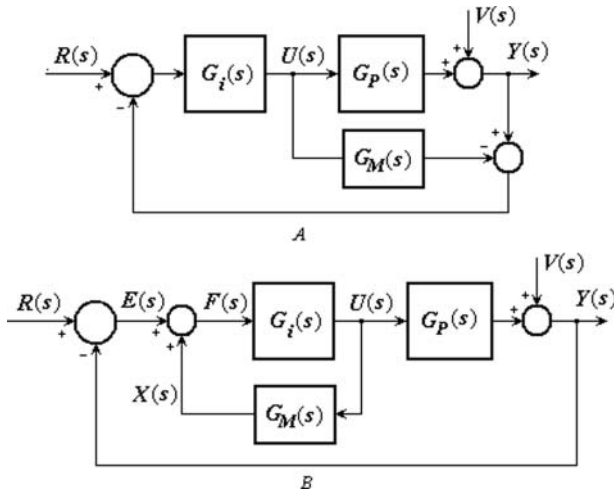 V(s)
R(s) + G_i(s) U(s) G_P(s) + + Y(s)
− + −
G_M(s)
A
V(s)
R(s) + E(s) + F(s) G_i(s) U(s) G_P(s) + + Y(s)
− +
X(s) G_M(s)
B